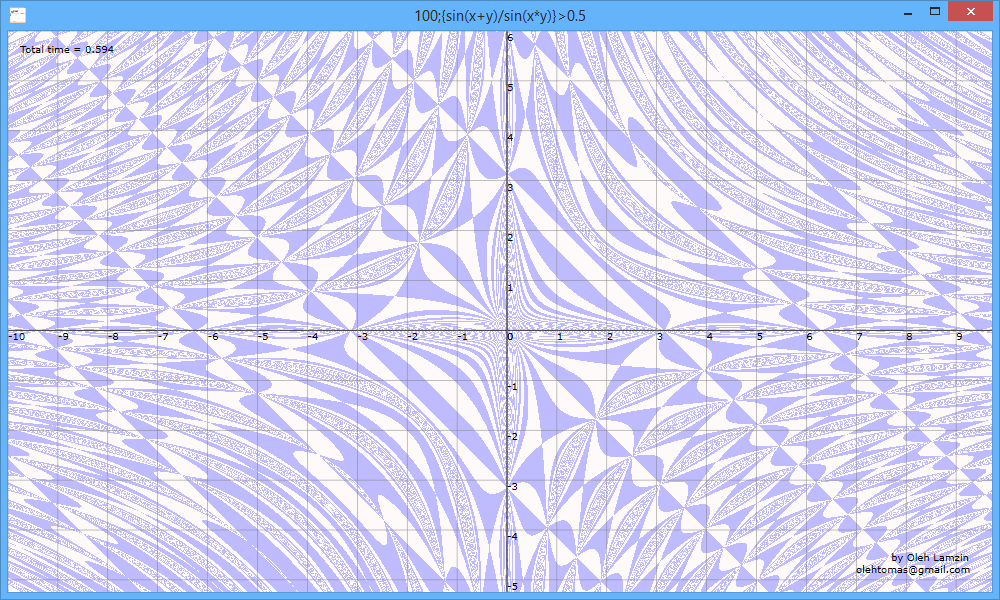 100;{sin(x+y)/sin(x*y)}>0.5
6
Total time = 0.594
5
4
3
2
1
-10 -9 -8 -7 -6 -5 -4 -3 -2 -1 0 1 2 3 4 5 6 7 8 9
-1
-2
-3
-4
by Oleh Lamzin
olehtomas@gmail.com
-5